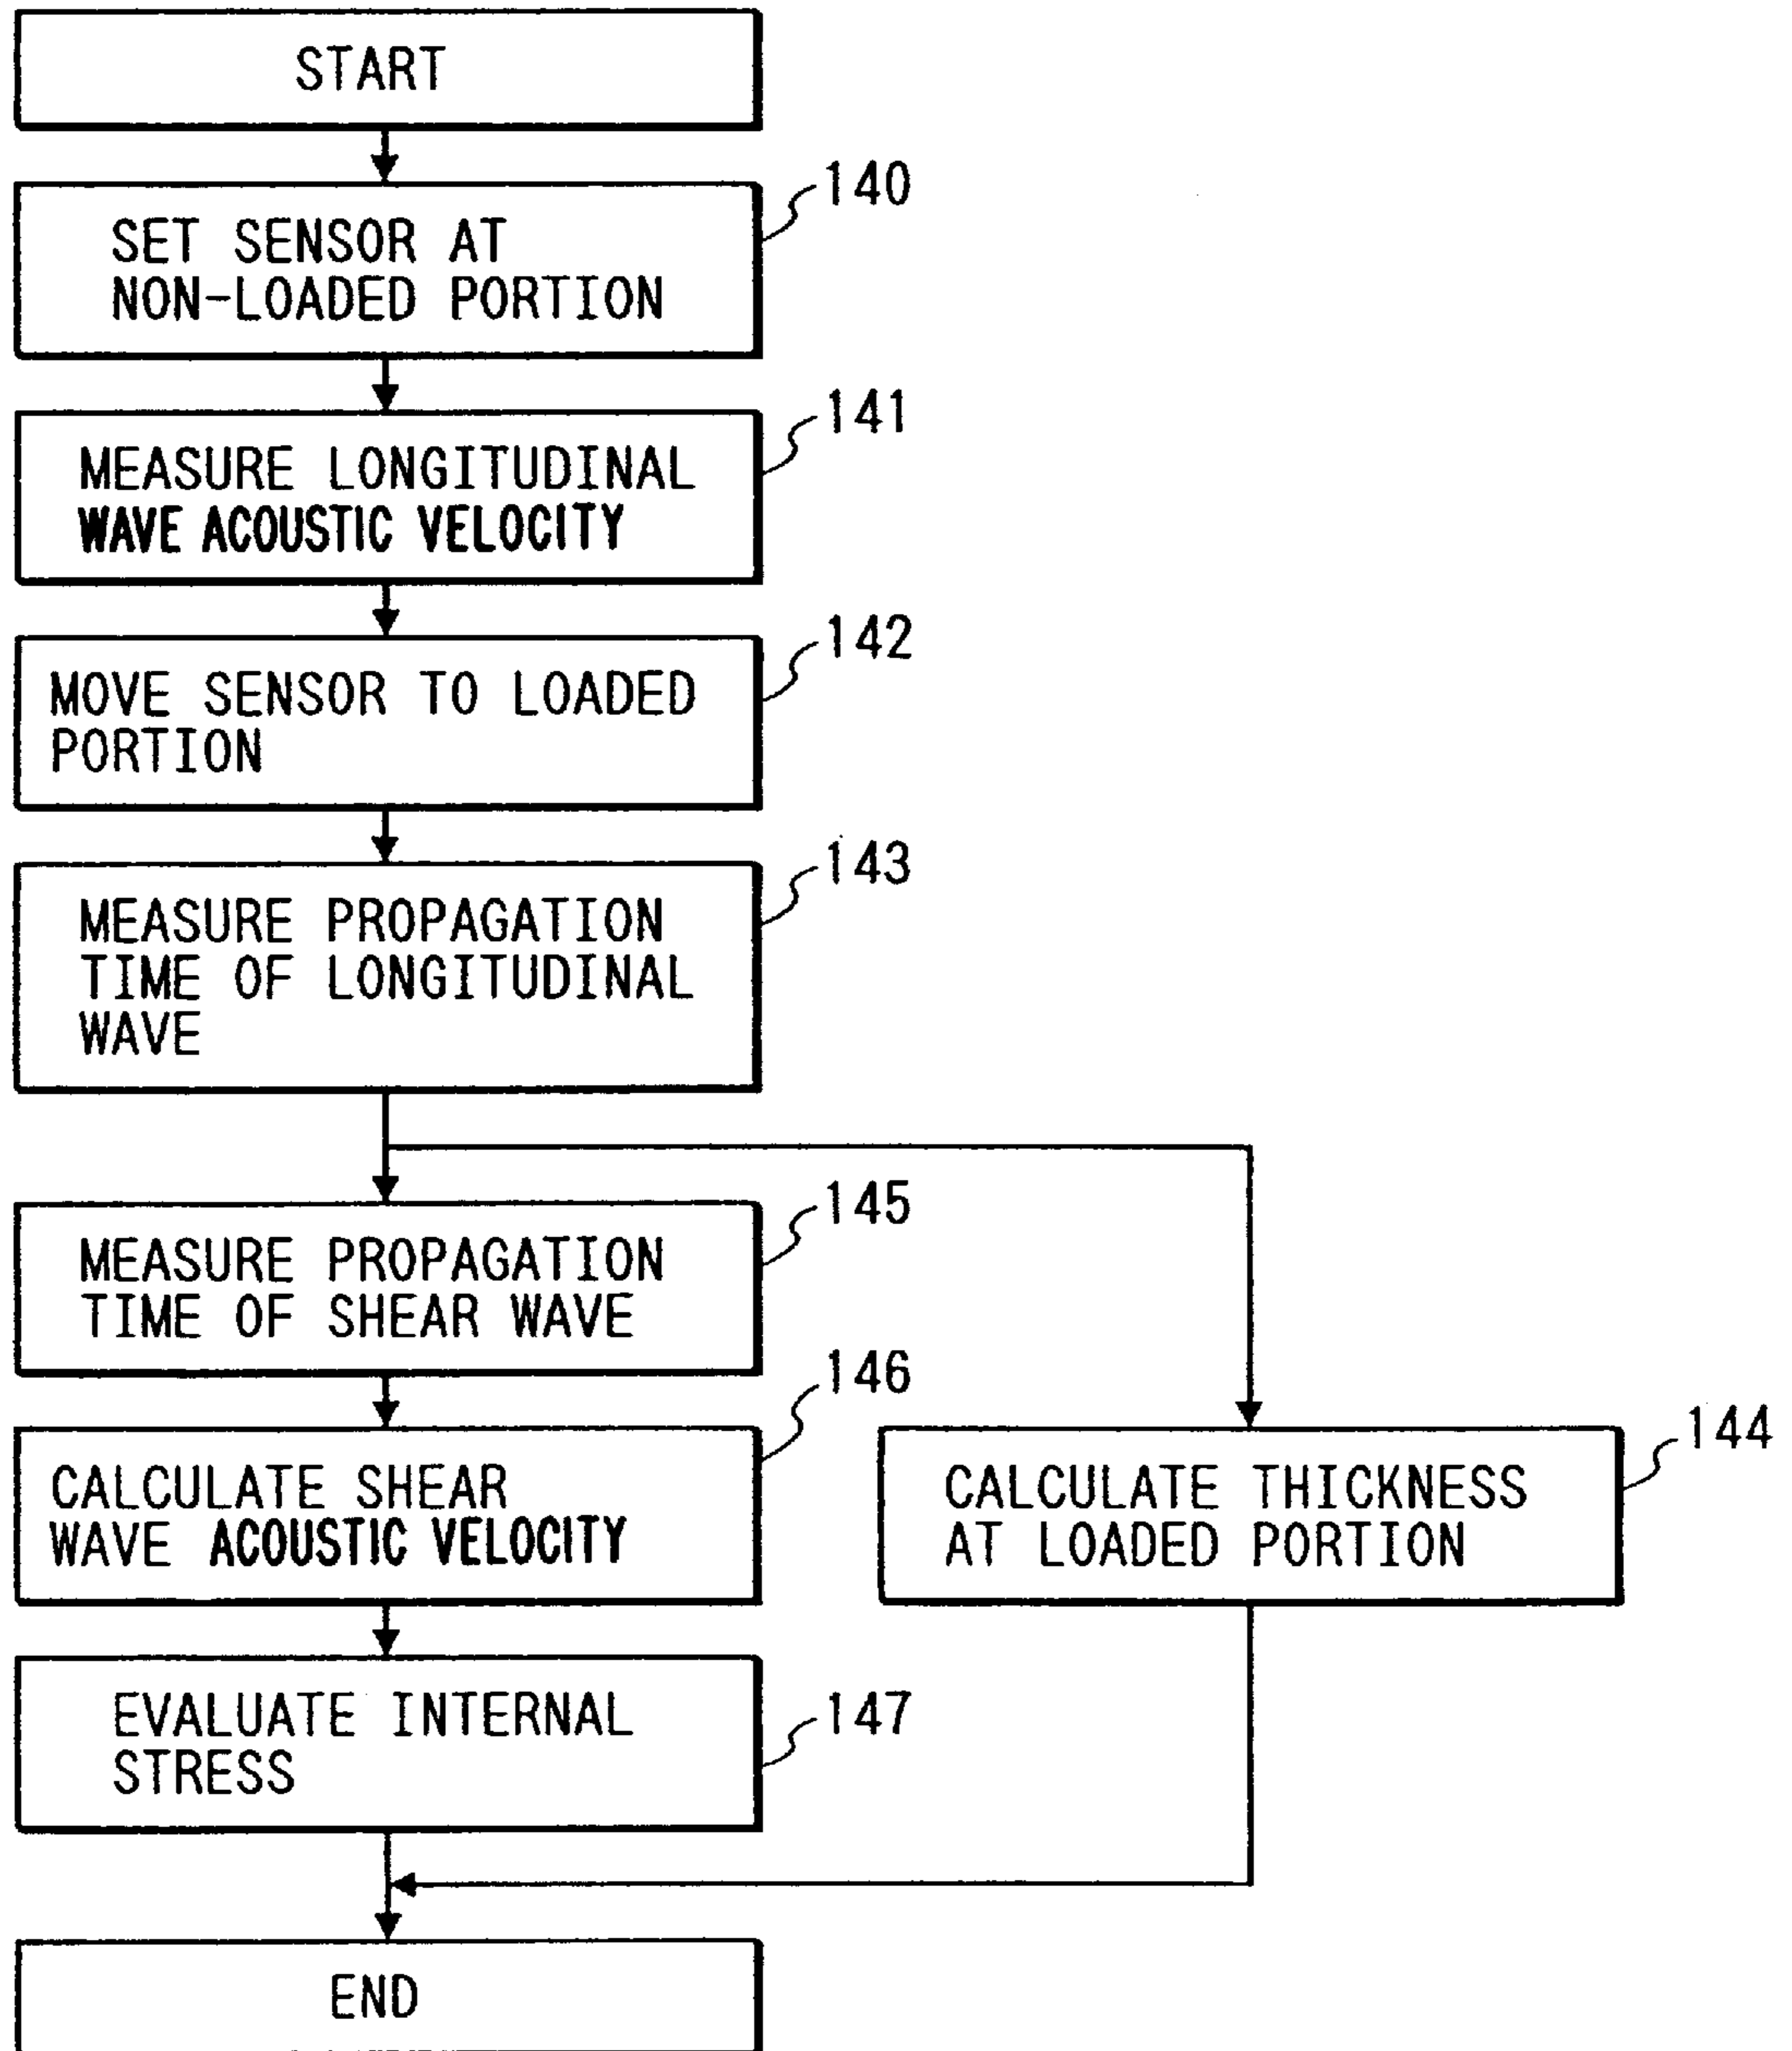 START
140
SET SENSOR AT
NON-LOADED PORTION
141
MEASURE LONGITUDINAL
WAVE ACOUSTIC VELOCITY
142
MOVE SENSOR TO LOADED
PORTION
143
MEASURE PROPAGATION
TIME OF LONGITUDINAL
WAVE
145
MEASURE PROPAGATION
TIME OF SHEAR WAVE
146
CALCULATE SHEAR
WAVE ACOUSTIC VELOCITY
144
CALCULATE THICKNESS
AT LOADED PORTION
147
EVALUATE INTERNAL
STRESS
END